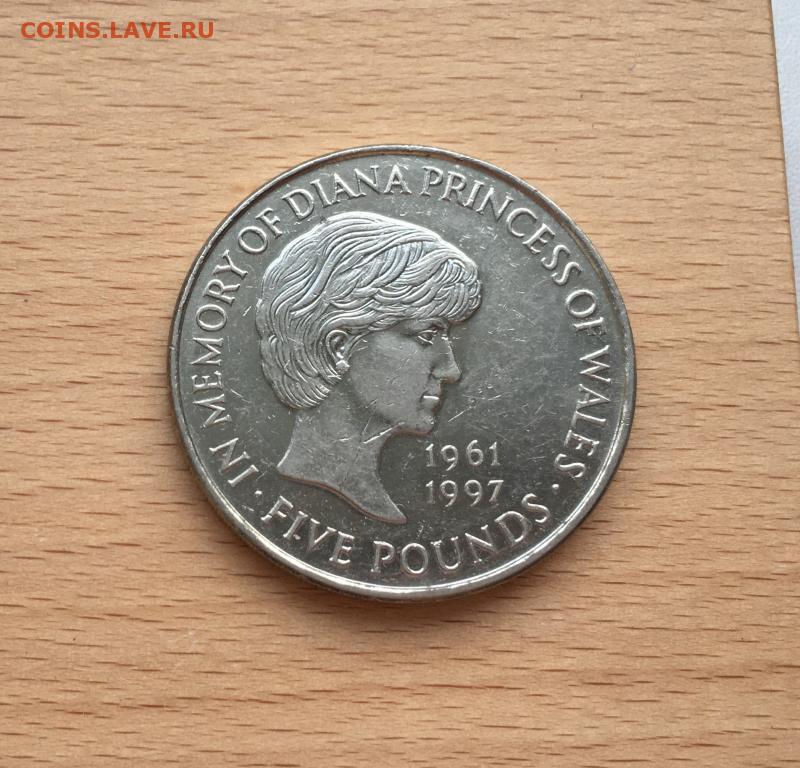 COINS.LAVE.RU
IN MEMORY OF DIANA PRINCESS OF WALES
1961
1997
· FIVE POUNDS ·